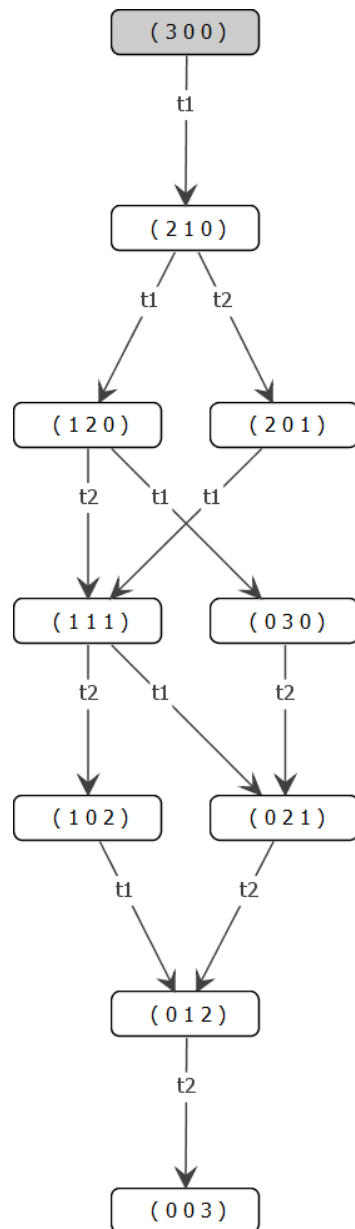 ( 3 0 0 )
t1
( 2 1 0 )
t1 t2
( 1 2 0 ) ( 2 0 1 )
t2 t1 t1
( 1 1 1 ) ( 0 3 0 )
t2 t1 t2
( 1 0 2 ) ( 0 2 1 )
t1 t2
( 0 1 2 )
t2
( 0 0 3 )